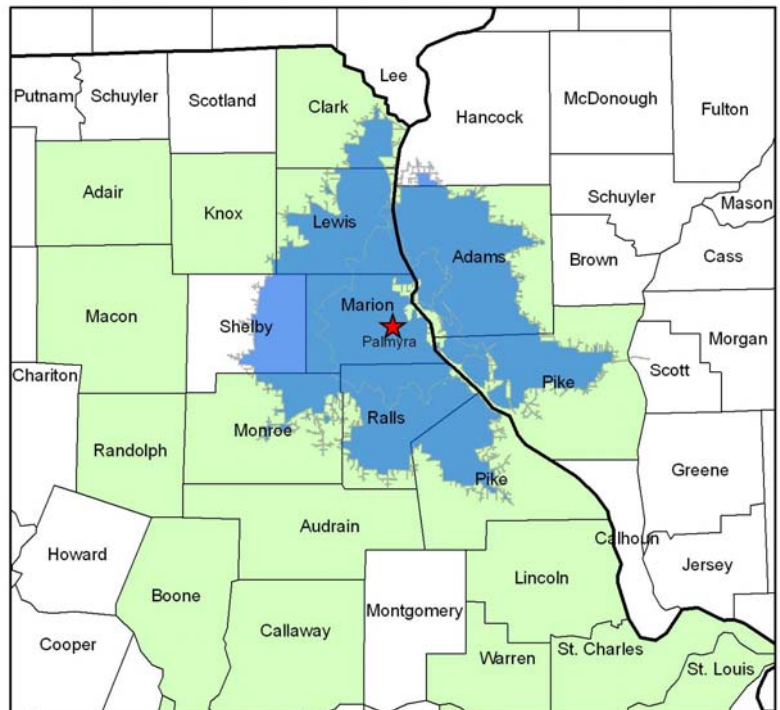 Lee
Putnam
Schuyler
Scotland
Clark
McDonough
Hancock
Fulton
Adair
Knox
Lewis
Schuyler
Mason
Adams
Brown
Cass
Macon
Shelby
Marion
Palmyra
Morgan
Chariton
Scott
Pike
Randolph
Monroe
Ralls
Pike
Greene
Audrain
Howard
Calhoun
Jersey
Boone
Lincoln
Callaway
Montgomery
Cooper
Warren
St. Charles
St. Louis